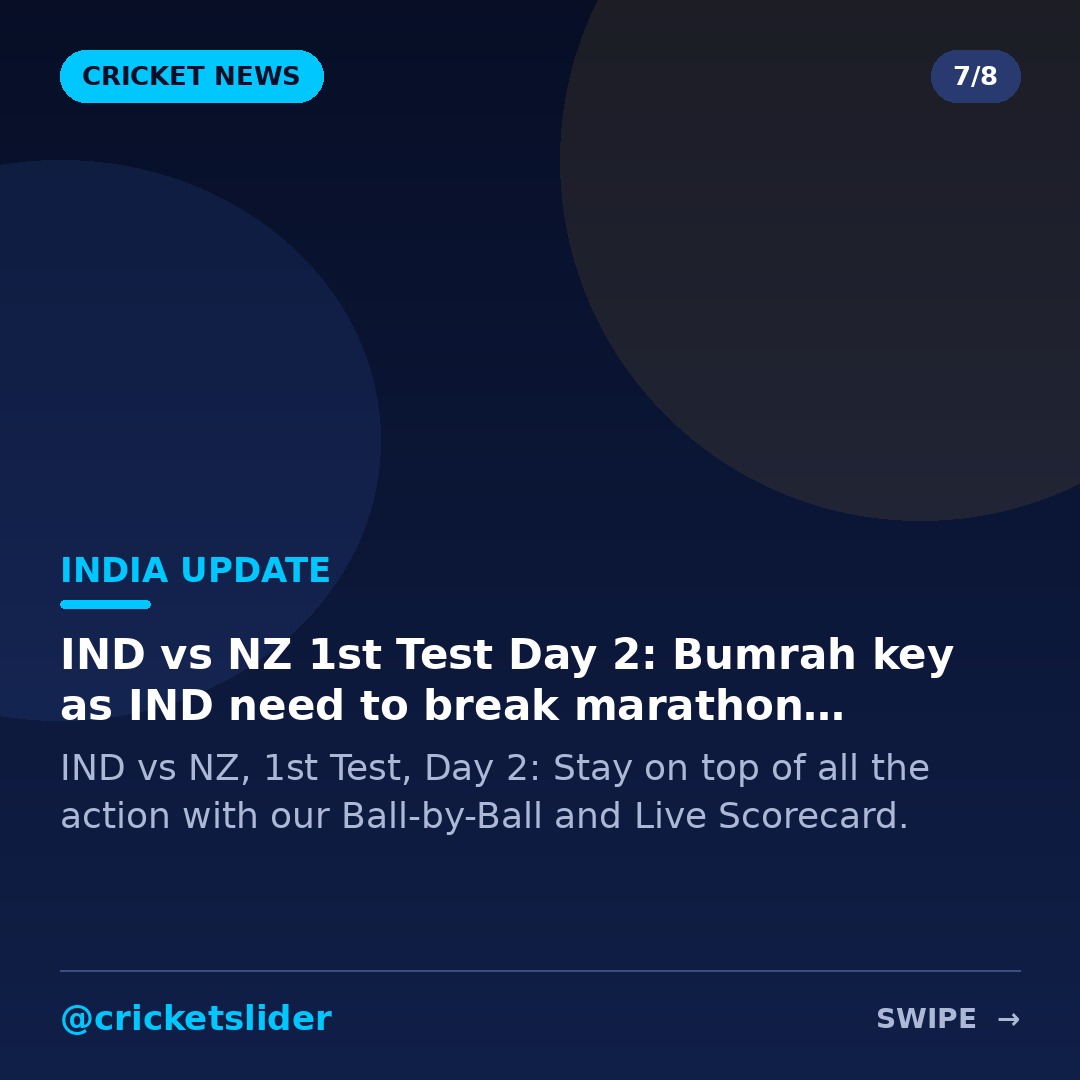 CRICKET NEWS
7/8
INDIA UPDATE
IND vs NZ 1st Test Day 2: Bumrah key
as IND need to break marathon…
IND vs NZ, 1st Test, Day 2: Stay on top of all the
action with our Ball-by-Ball and Live Scorecard.
@cricketslider
SWIPE →